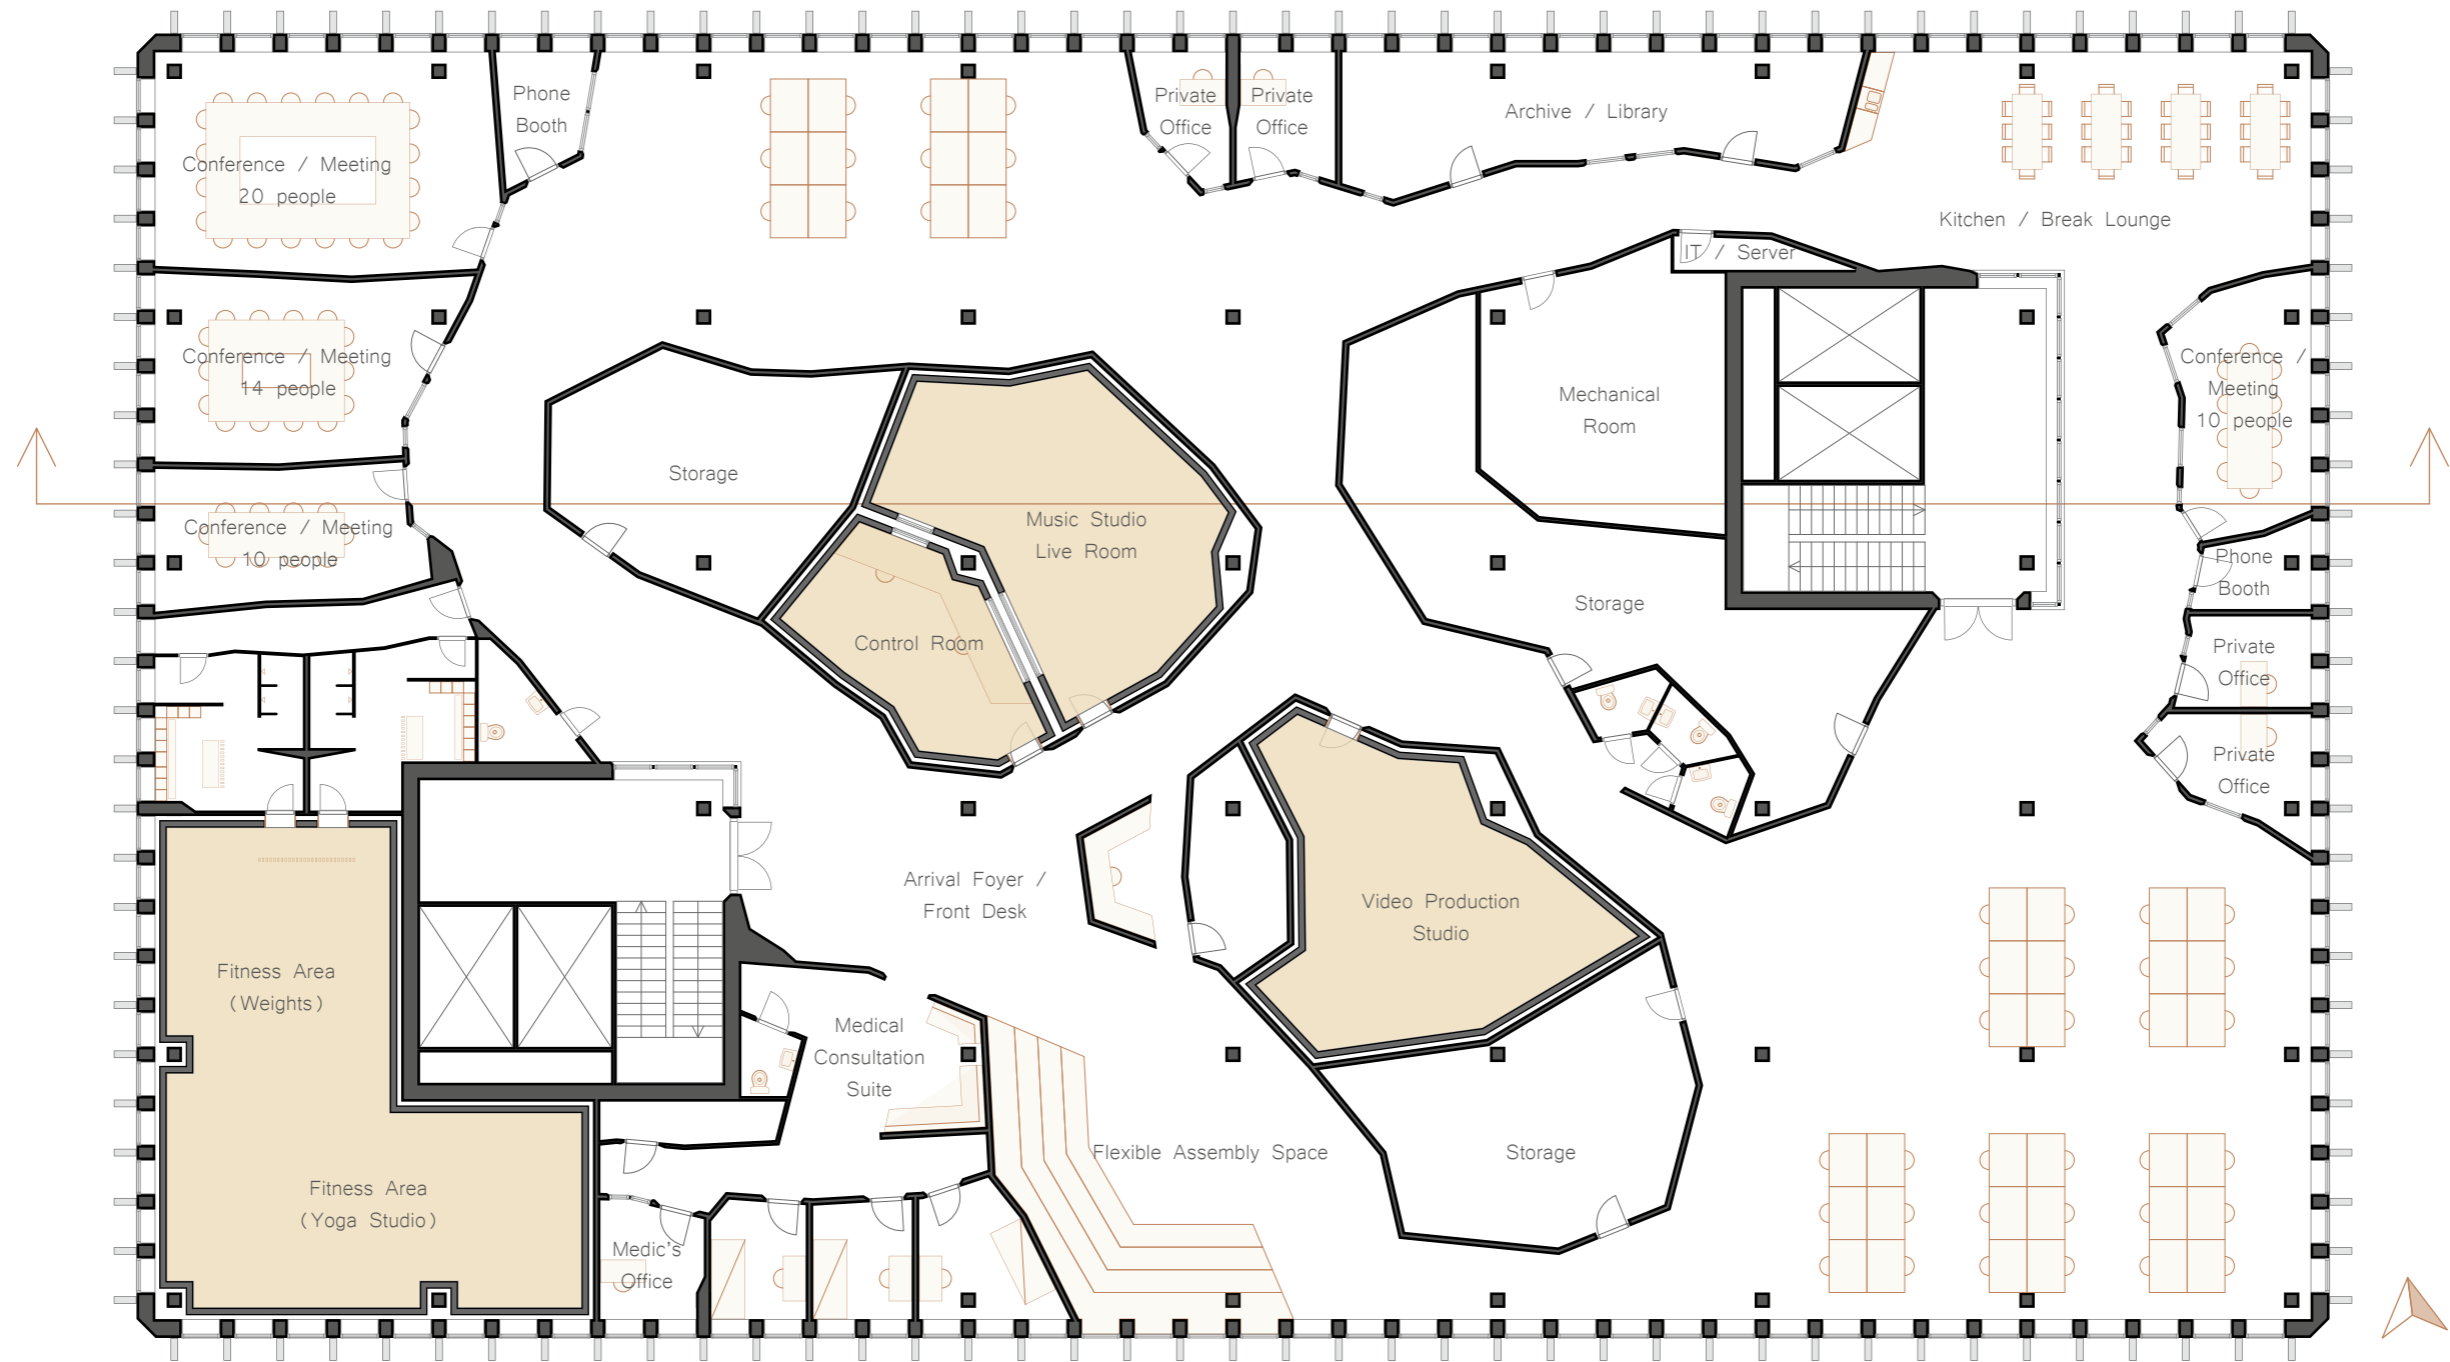 Phone
Booth
Private
Office
Private
Office
Archive / Library
Conference / Meeting
20 people
Kitchen / Break Lounge
IT / Server
Conference / Meeting
14 people
Mechanical
Room
Conference /
Meeting
10 people
Storage
Music Studio
Live Room
Conference / Meeting
10 people
Phone
Booth
Storage
Control Room
Private
Office
Private
Office
Arrival Foyer /
Front Desk
Video Production
Studio
Fitness Area
(Weights)
Medical
Consultation
Suite
Flexible Assembly Space
Storage
Fitness Area
(Yoga Studio)
Medic's
Office